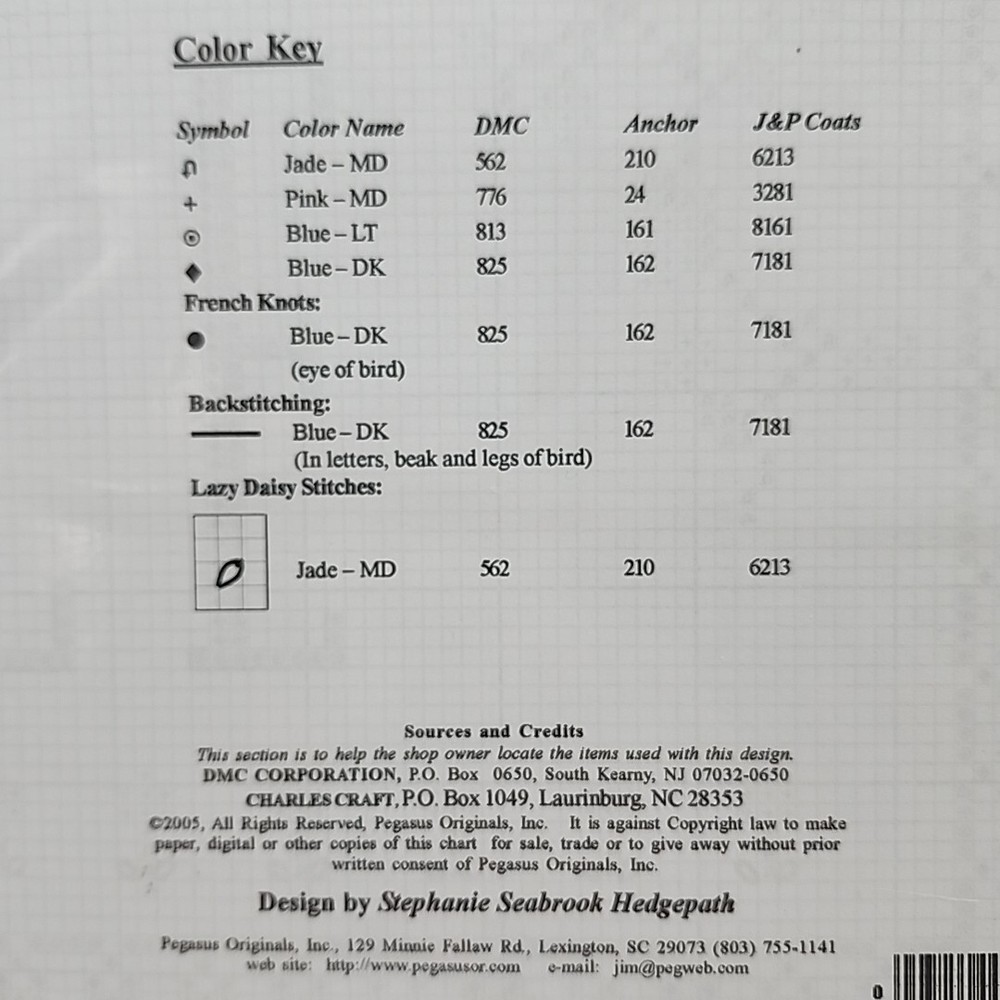 Color Key
Symbol Color Name DMC Anchor J&P Coats
Jade – MD 562 210 6213
+ Pink – MD 776 24 3281
Blue – LT 813 161 8161
◆ Blue – DK 825 162 7181
French Knots:
● Blue – DK 825 162 7181
(eye of bird)
Backstitching:
Blue – DK 825 162 7181
(In letters, beak and legs of bird)
Lazy Daisy Stitches:
Jade – MD 562 210 6213
Sources and Credits
This section is to help the shop owner locate the items used with this design.
DMC CORPORATION, P.O. Box 0650, South Kearny, NJ 07032-0650
CHARLES CRAFT, P.O. Box 1049, Laurinburg, NC 28353
©2005, All Rights Reserved, Pegasus Originals, Inc. It is against Copyright law to make
paper, digital or other copies of this chart for sale, trade or to give away without prior
written consent of Pegasus Originals, Inc.
Design by Stephanie Seabrook Hedgepath
Pegasus Originals, Inc., 129 Minnie Fallaw Rd., Lexington, SC 29073 (803) 755-1141
web site: http://www.pegasusor.com e-mail: jim@pegweb.com
0